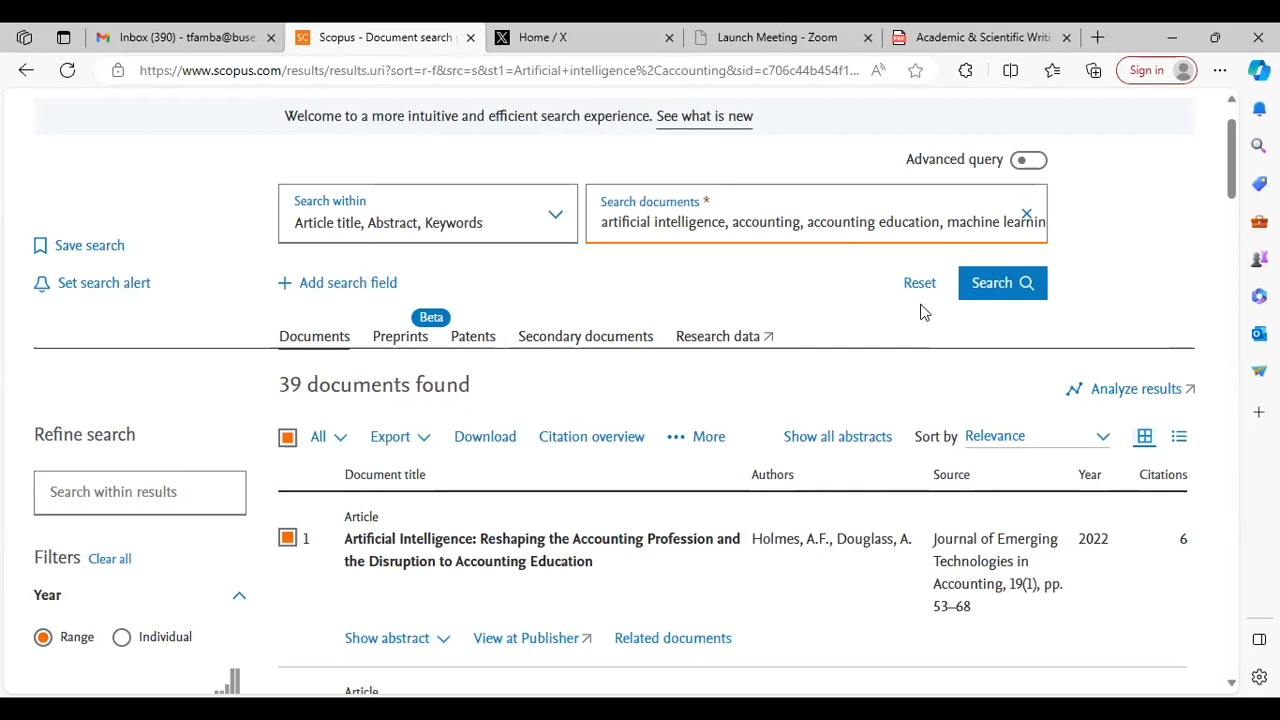 Inbox (390) - tfamba@buse
Scopus - Document search
Home / X
Launch Meeting - Zoom
Academic & Scientific Writi
https://www.scopus.com/results/results.uri?sort=r-f&src=s&st1=Artificial+intelligence%2Caccounting&sid=c706c44b454f1...
Sign in
Welcome to a more intuitive and efficient search experience. See what is new
Advanced query
Search within
Article title, Abstract, Keywords
Search documents *
artificial intelligence, accounting, accounting education, machine learnin
Save search
Set search alert
Add search field
Reset
Search
Beta
Documents
Preprints
Patents
Secondary documents
Research data
39 documents found
Analyze results
Refine search
All
Export
Download
Citation overview
More
Show all abstracts
Sort by Relevance
Document title
Authors
Source
Year
Citations
Search within results
Article
1
Artificial Intelligence: Reshaping the Accounting Profession and
the Disruption to Accounting Education
Holmes, A.F., Douglass, A.
Journal of Emerging
Technologies in
Accounting, 19(1), pp.
53–68
2022
6
Filters
Clear all
Year
Range
Individual
Show abstract
View at Publisher
Related documents
Article